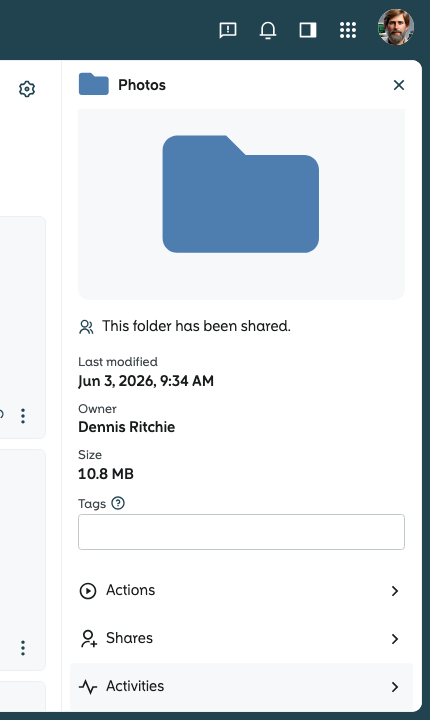 Photos
This folder has been shared.
Last modified
Jun 3, 2026, 9:34 AM
Owner
Dennis Ritchie
Size
10.8 MB
Tags
Actions
Shares
Activities